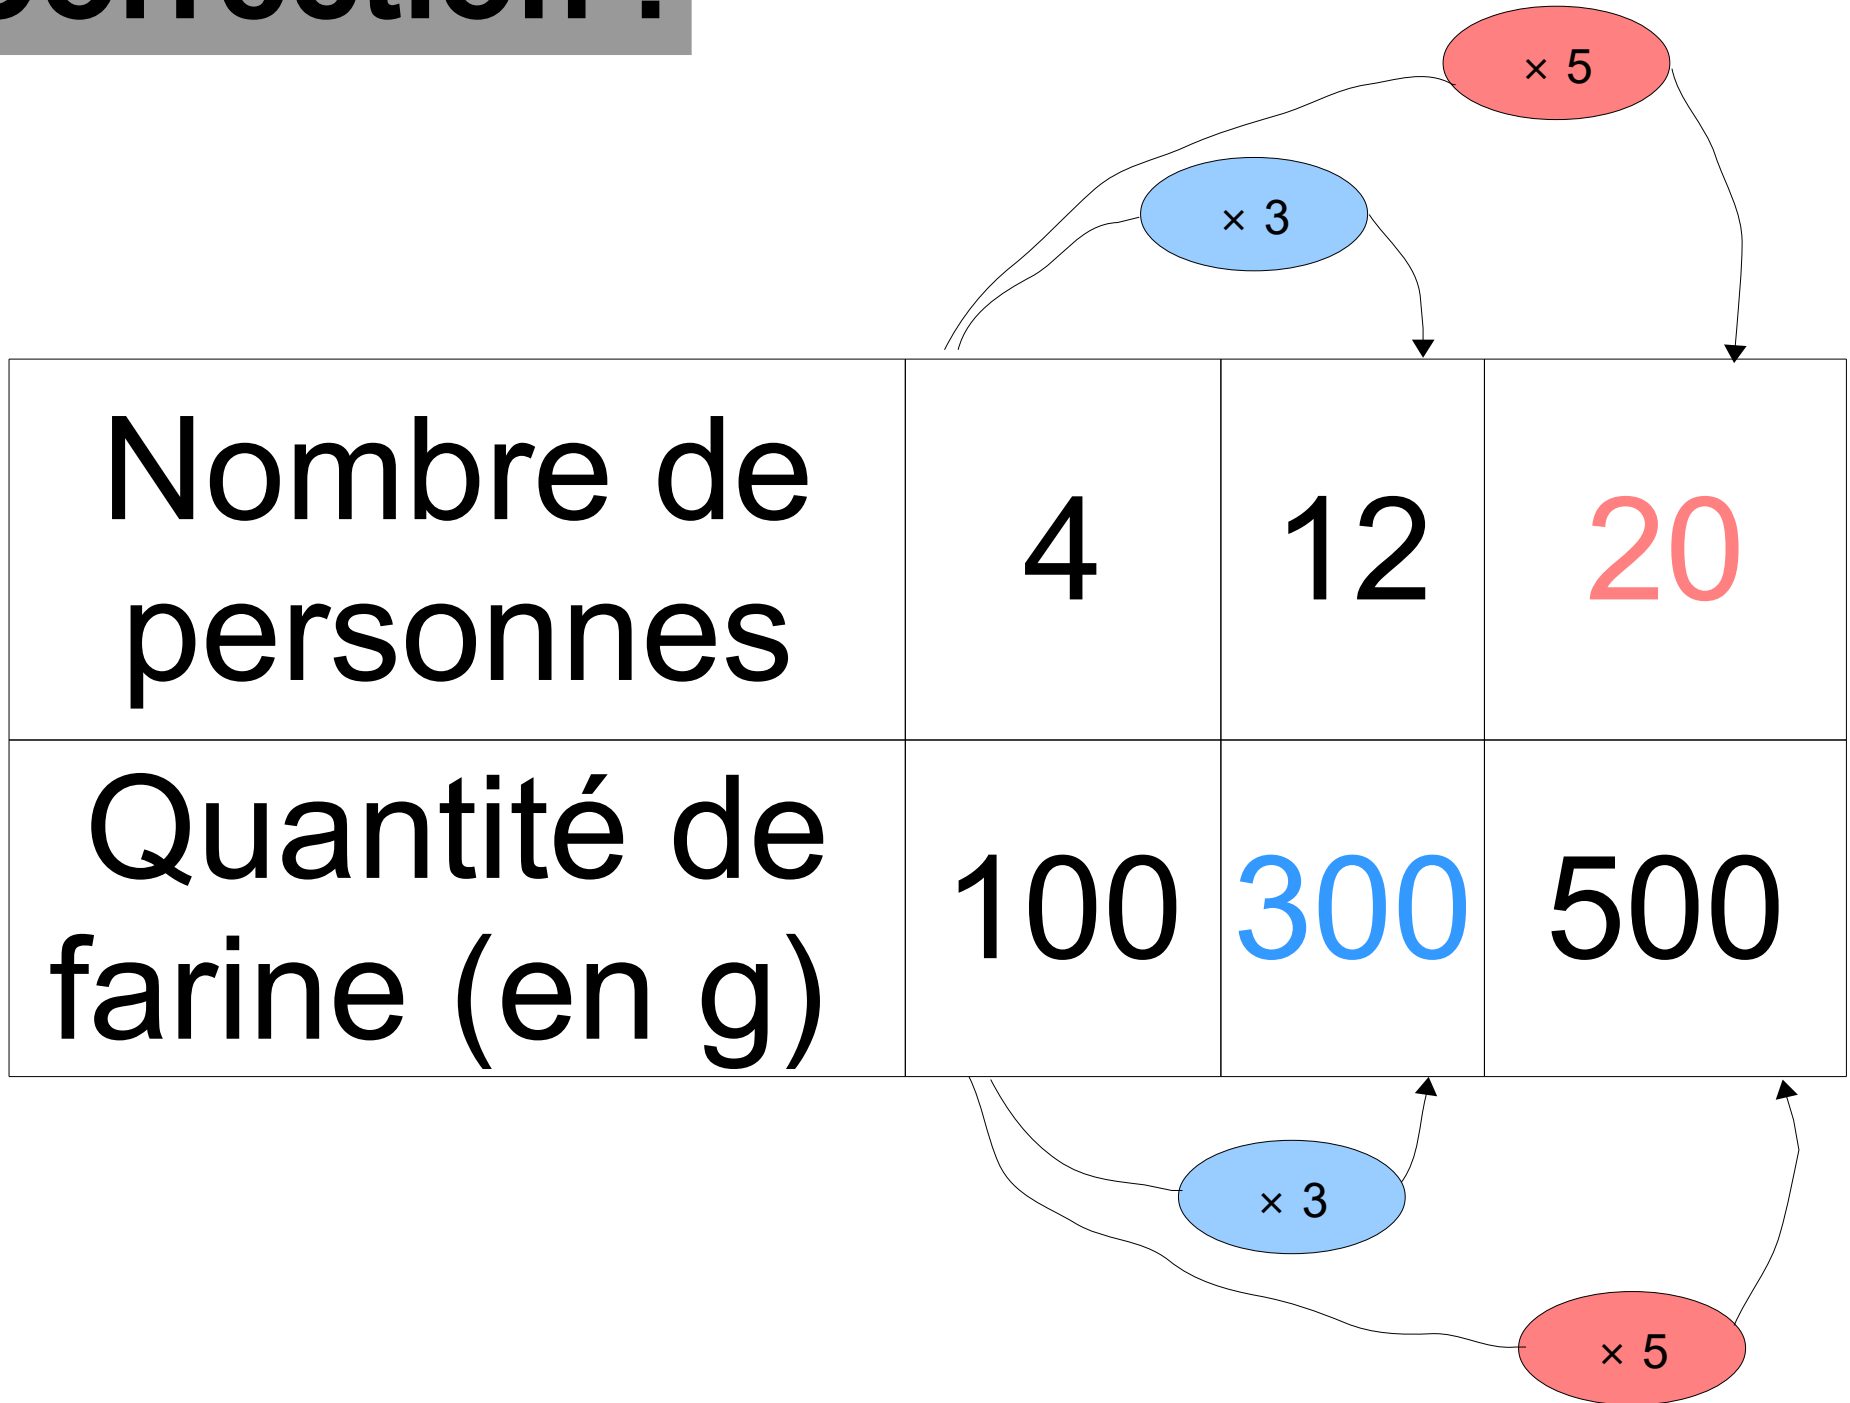 × 5
× 3
Nombre de
personnes
4
12
20
Quantité de
farine (en g)
100
300
500
× 3
× 5